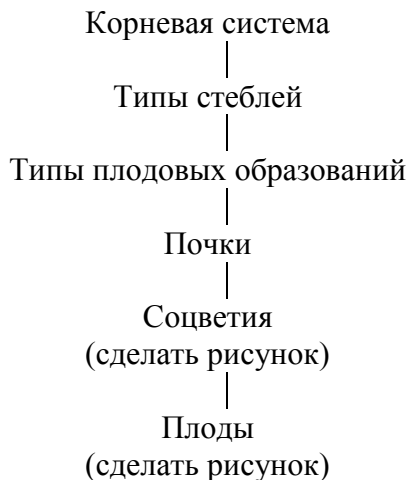 Корневая система
Типы стеблей
Типы плодовых образований
Почки
Соцветия
(сделать рисунок)
Плоды
(сделать рисунок)